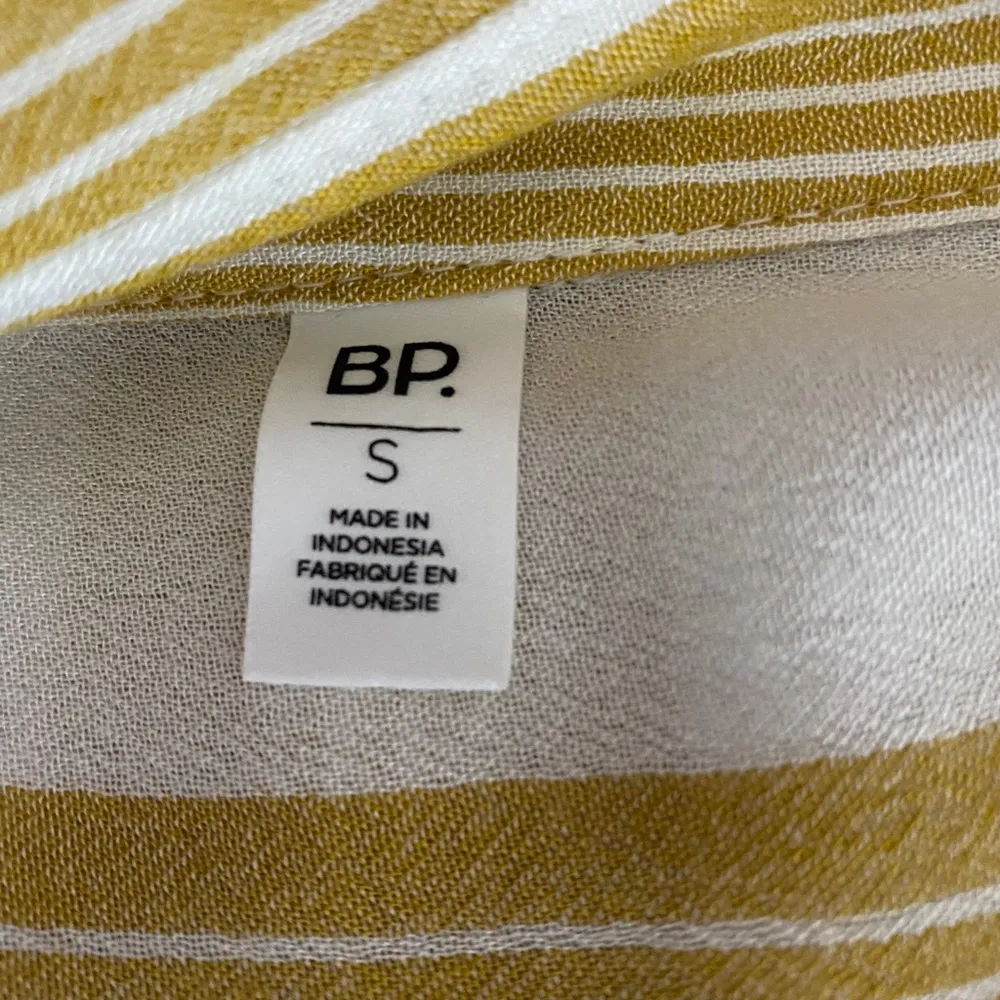 BP.
S
MADE IN
INDONESIA
FABRIQUÉ EN
INDONÉSIE